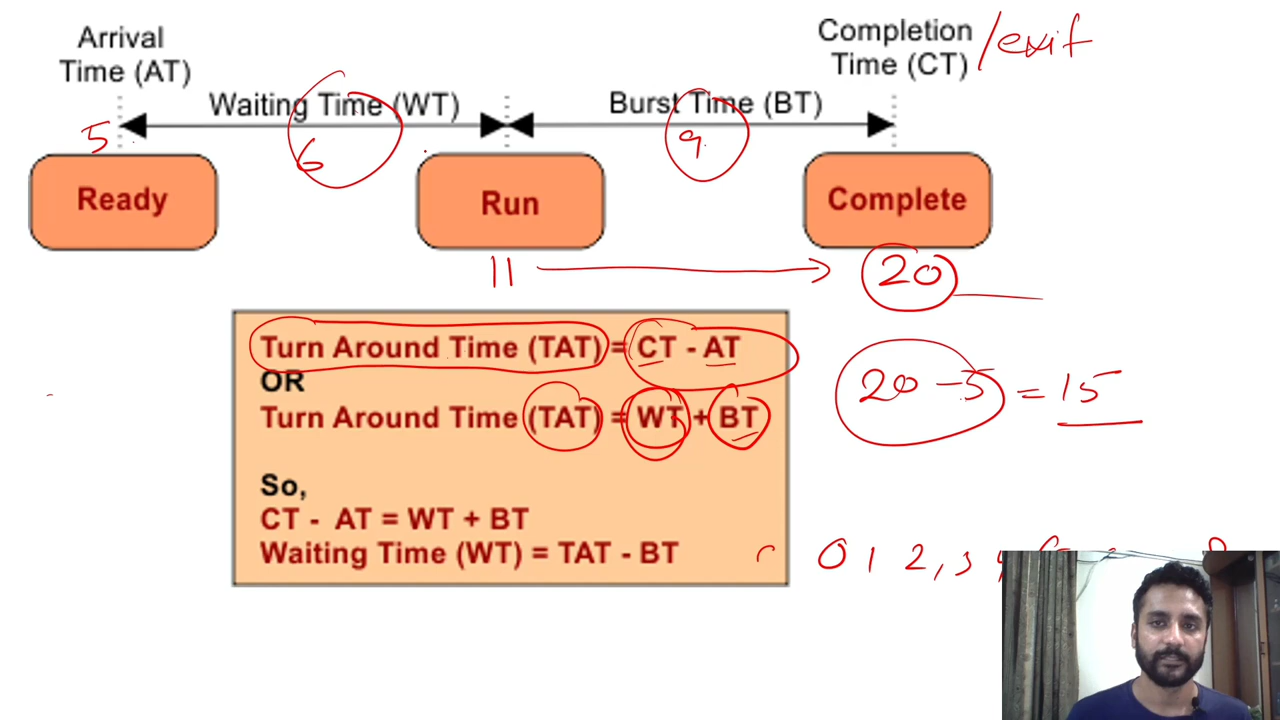 Arrival
Time (AT)
Completion
Time (CT) /exit
Waiting Time (WT)
Burst Time (BT)
5
6
9
Ready
Run
Complete
11
20
Turn Around Time (TAT) = CT - AT
OR
Turn Around Time (TAT) = WT + BT
20 - 5 = 15
So,
CT - AT = WT + BT
Waiting Time (WT) = TAT - BT
0 1 2, 3